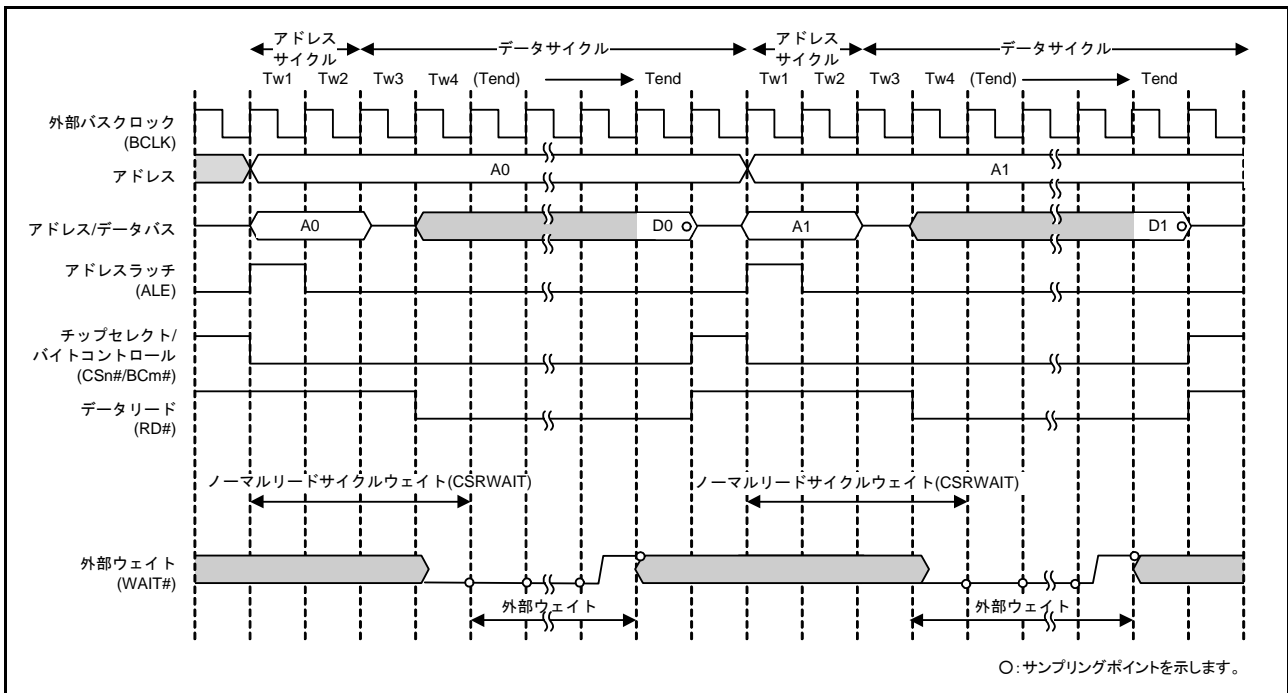 アドレス
サイクル
データサイクル
アドレス
サイクル
データサイクル
Tw1 Tw2 Tw3 Tw4 (Tend) Tend Tw1 Tw2 Tw3 Tw4 (Tend) Tend
外部バスクロック
(BCLK)
アドレス A0 A1
アドレス/データバス A0 D0 A1 D1
アドレスラッチ
(ALE)
チップセレクト/
バイトコントロール
(CSn#/BCm#)
データリード
(RD#)
ノーマルリードサイクルウェイト(CSRWAIT) ノーマルリードサイクルウェイト(CSRWAIT)
外部ウェイト
(WAIT#)
外部ウェイト 外部ウェイト
○:サンプリングポイントを示します。